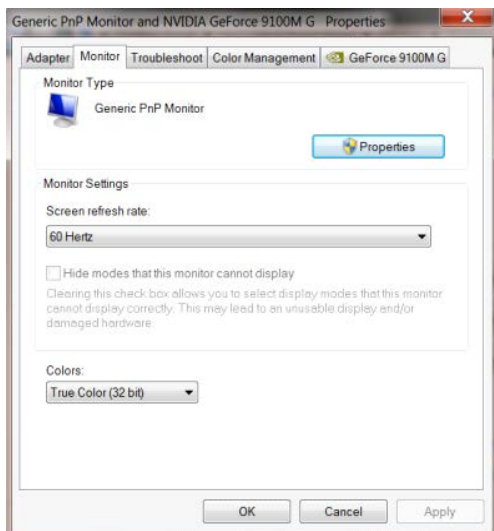 Generic PnP Monitor and NVIDIA GeForce 9100M G Properties
Adapter Monitor Troubleshoot Color Management GeForce 9100M G
Monitor Type
Generic PnP Monitor
Properties
Monitor Settings
Screen refresh rate:
60 Hertz
Hide modes that this monitor cannot display
Clearing this check box allows you to select display modes that this monitor
cannot display correctly. This may lead to an unusable display and/or
damaged hardware.
Colors:
True Color (32 bit)
OK Cancel Apply